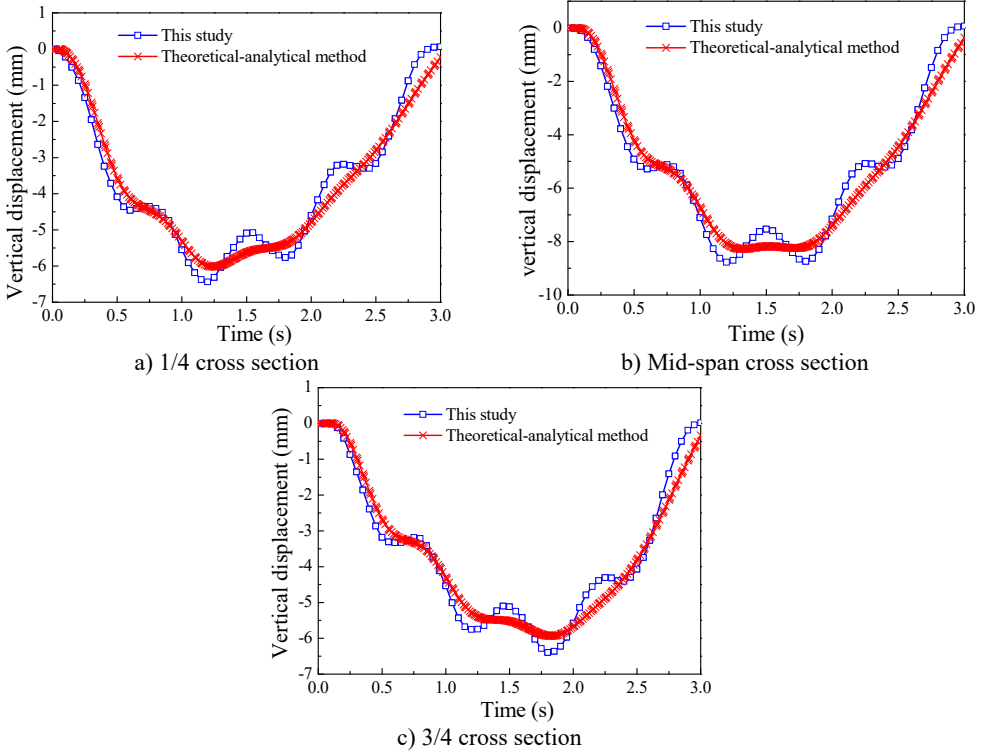 1
0
-1
-2
-3
-4
-5
-6
-7
Vertical displacement (mm)
This study
Theoretical-analytical method
0.0 0.5 1.0 1.5 2.0 2.5 3.0
Time (s)
a) 1/4 cross section
0
-2
-4
-6
-8
-10
vertical displacement (mm)
This study
Theoretical-analytical method
0.0 0.5 1.0 1.5 2.0 2.5 3.0
Time (s)
b) Mid-span cross section
1
0
-1
-2
-3
-4
-5
-6
-7
Vertical displacement (mm)
This study
Theoretical-analytical method
0.0 0.5 1.0 1.5 2.0 2.5 3.0
Time (s)
c) 3/4 cross section